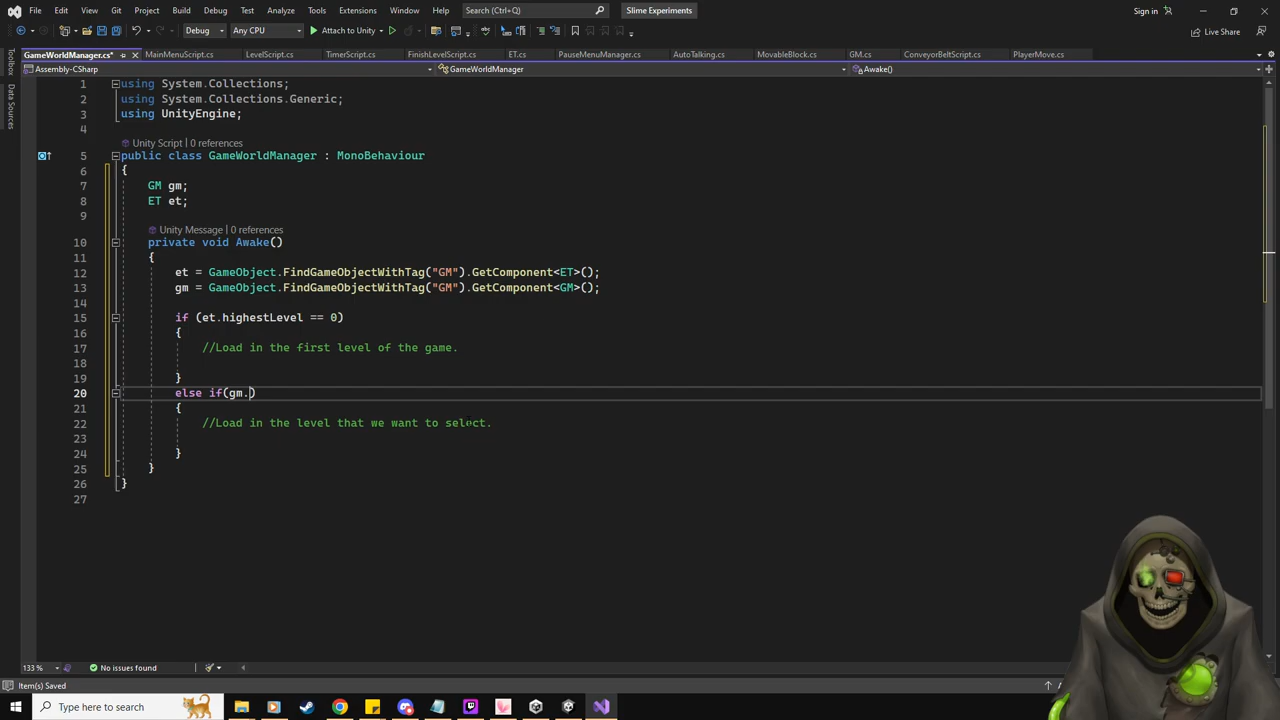 File Edit View Git Project Build Debug Test Analyze Tools Extensions Window Help Search (Ctrl+Q) Slime Experiments Sign in
Debug Any CPU Attach to Unity Live Share
GameWorldManager.cs* MainMenuScript.cs LevelScript.cs TimerScript.cs FinishLevelScript.cs ET.cs PauseMenuManager.cs AutoTalking.cs MovableBlock.cs GM.cs ConveyorBeltScript.cs PlayerMove.cs
Toolbox
Data Sources
Assembly-CSharp GameWorldManager Awake()
1 using System.Collections;
2 using System.Collections.Generic;
3 using UnityEngine;
4
Unity Script | 0 references
5 public class GameWorldManager : MonoBehaviour
6 {
7 GM gm;
8 ET et;
9
Unity Message | 0 references
10 private void Awake()
11 {
12 et = GameObject.FindGameObjectWithTag("GM").GetComponent<ET>();
13 gm = GameObject.FindGameObjectWithTag("GM").GetComponent<GM>();
14
15 if (et.highestLevel == 0)
16 {
17 //Load in the first level of the game.
18
19 }
20 else if(gm.)
21 {
22 //Load in the level that we want to select.
23
24 }
25 }
26 }
27
133 % No issues found
Item(s) Saved
Type here to search